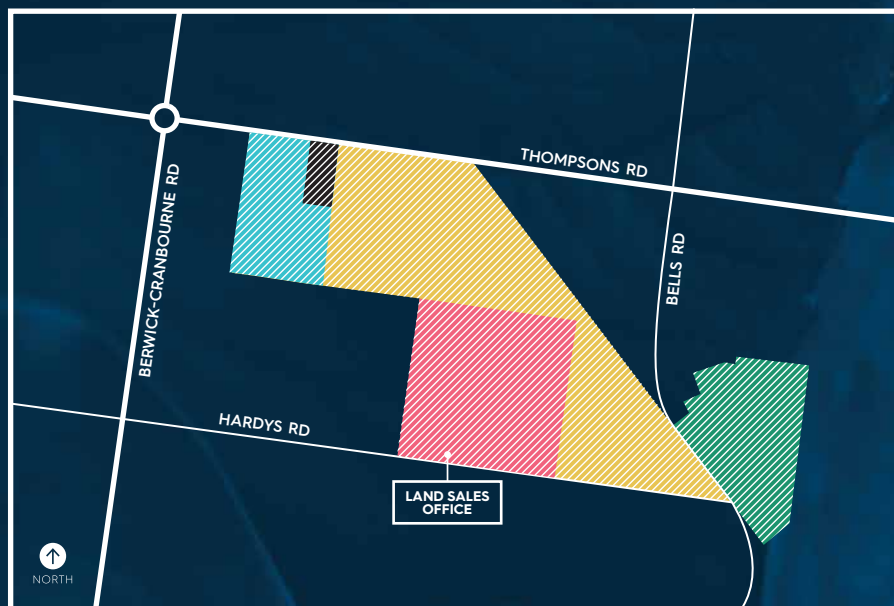 THOMPSONS RD
BERWICK-CRANBOURNE RD
BELLS RD
HARDYS RD
LAND SALES
OFFICE
NORTH